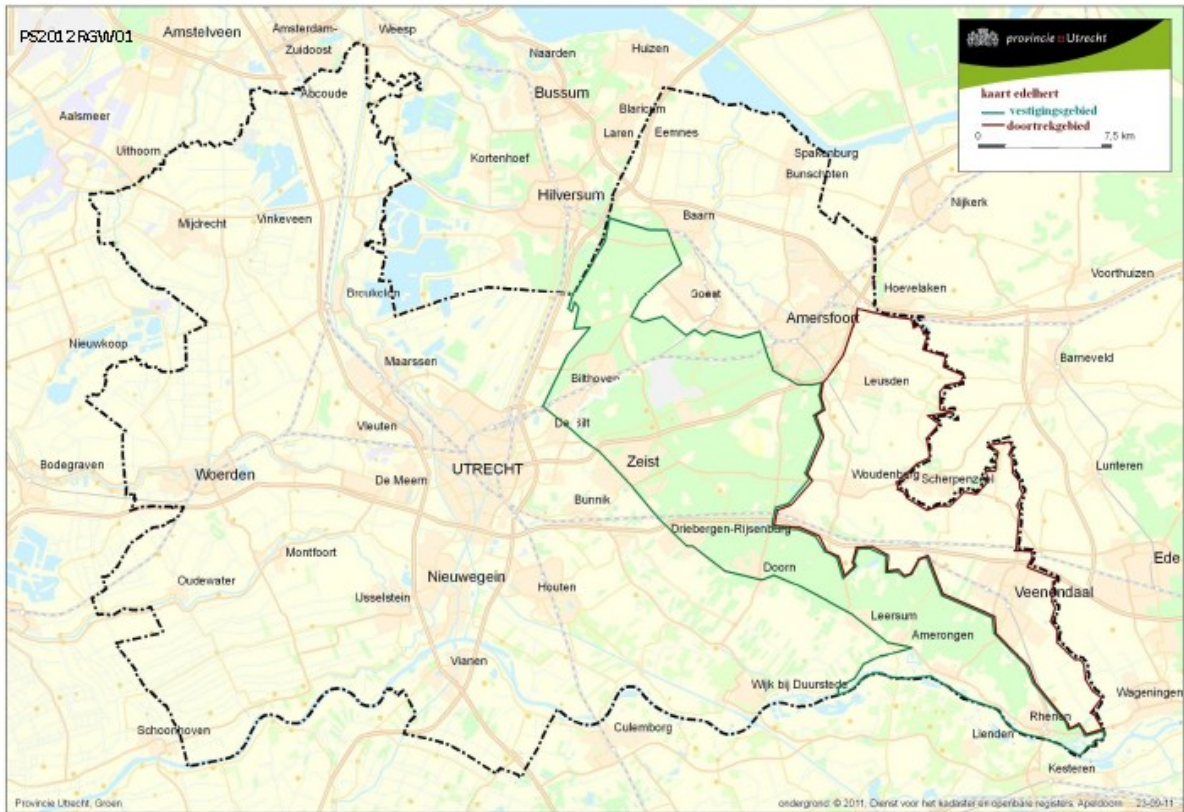 PS2012RGW01
Amstelveen
Amsterdam-
Zuidoost
Weesp
Naarden
Huizen
provincie Utrecht
kaart edelhert
vestigingsgebied
doortrekgebied
0 7,5 km
Abcoude
Bussum
Aalsmeer
Blaricum
Laren
Eemnes
Uithoorn
Kortenhoef
Spakenburg
Bunschoten
Hilversum
Nijkerk
Mijdrecht
Vinkeveen
Baarn
Voorthuizen
Breukelen
Soest
Hoevelaken
Amersfoort
Nieuwkoop
Maarssen
Barneveld
Bilthoven
Leusden
Vleuten
De Bilt
Bodegraven
Woerden
De Meern
UTRECHT
Zeist
Woudenberg
Scherpenzeel
Lunteren
Bunnik
Driebergen-Rijsenburg
Montfoort
Ede
Oudewater
Nieuwegein
Houten
Doorn
IJsselstein
Veenendaal
Leersum
Amerongen
Vianen
Wijk bij Duurstede
Wageningen
Schoonhoven
Culemborg
Rhenen
Lienden
Kesteren
Provincie Utrecht, Groen
ondergrond © 2011, Dienst voor het kadaster en openbare registers, Apeldoorn 23-09-11